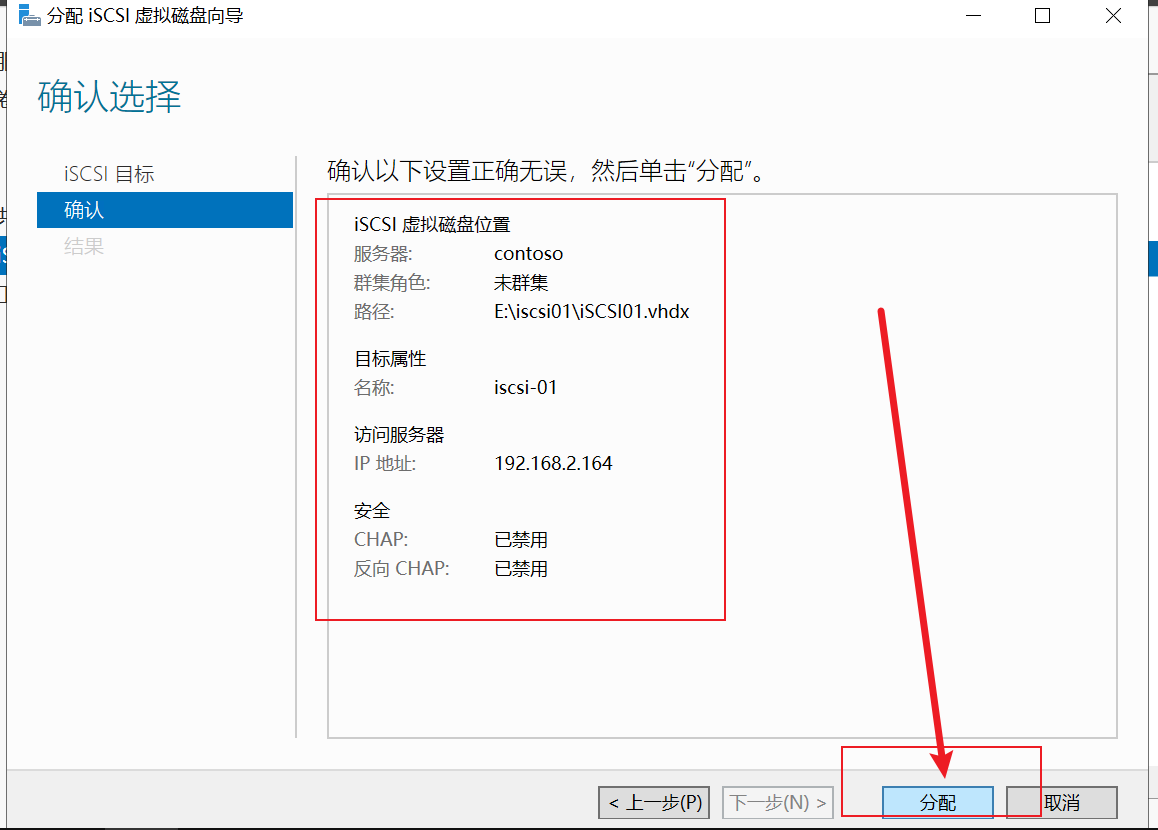 分配 iSCSI 虚拟磁盘向导
确认选择
iSCSI 目标
确认
结果
确认以下设置正确无误，然后单击“分配”。
iSCSI 虚拟磁盘位置
服务器: contoso
群集角色: 未群集
路径: E:\iscsi01\iSCSI01.vhdx
目标属性
名称: iscsi-01
访问服务器
IP 地址: 192.168.2.164
安全
CHAP: 已禁用
反向 CHAP: 已禁用
< 上一步(P) 下一步(N) > 分配 取消